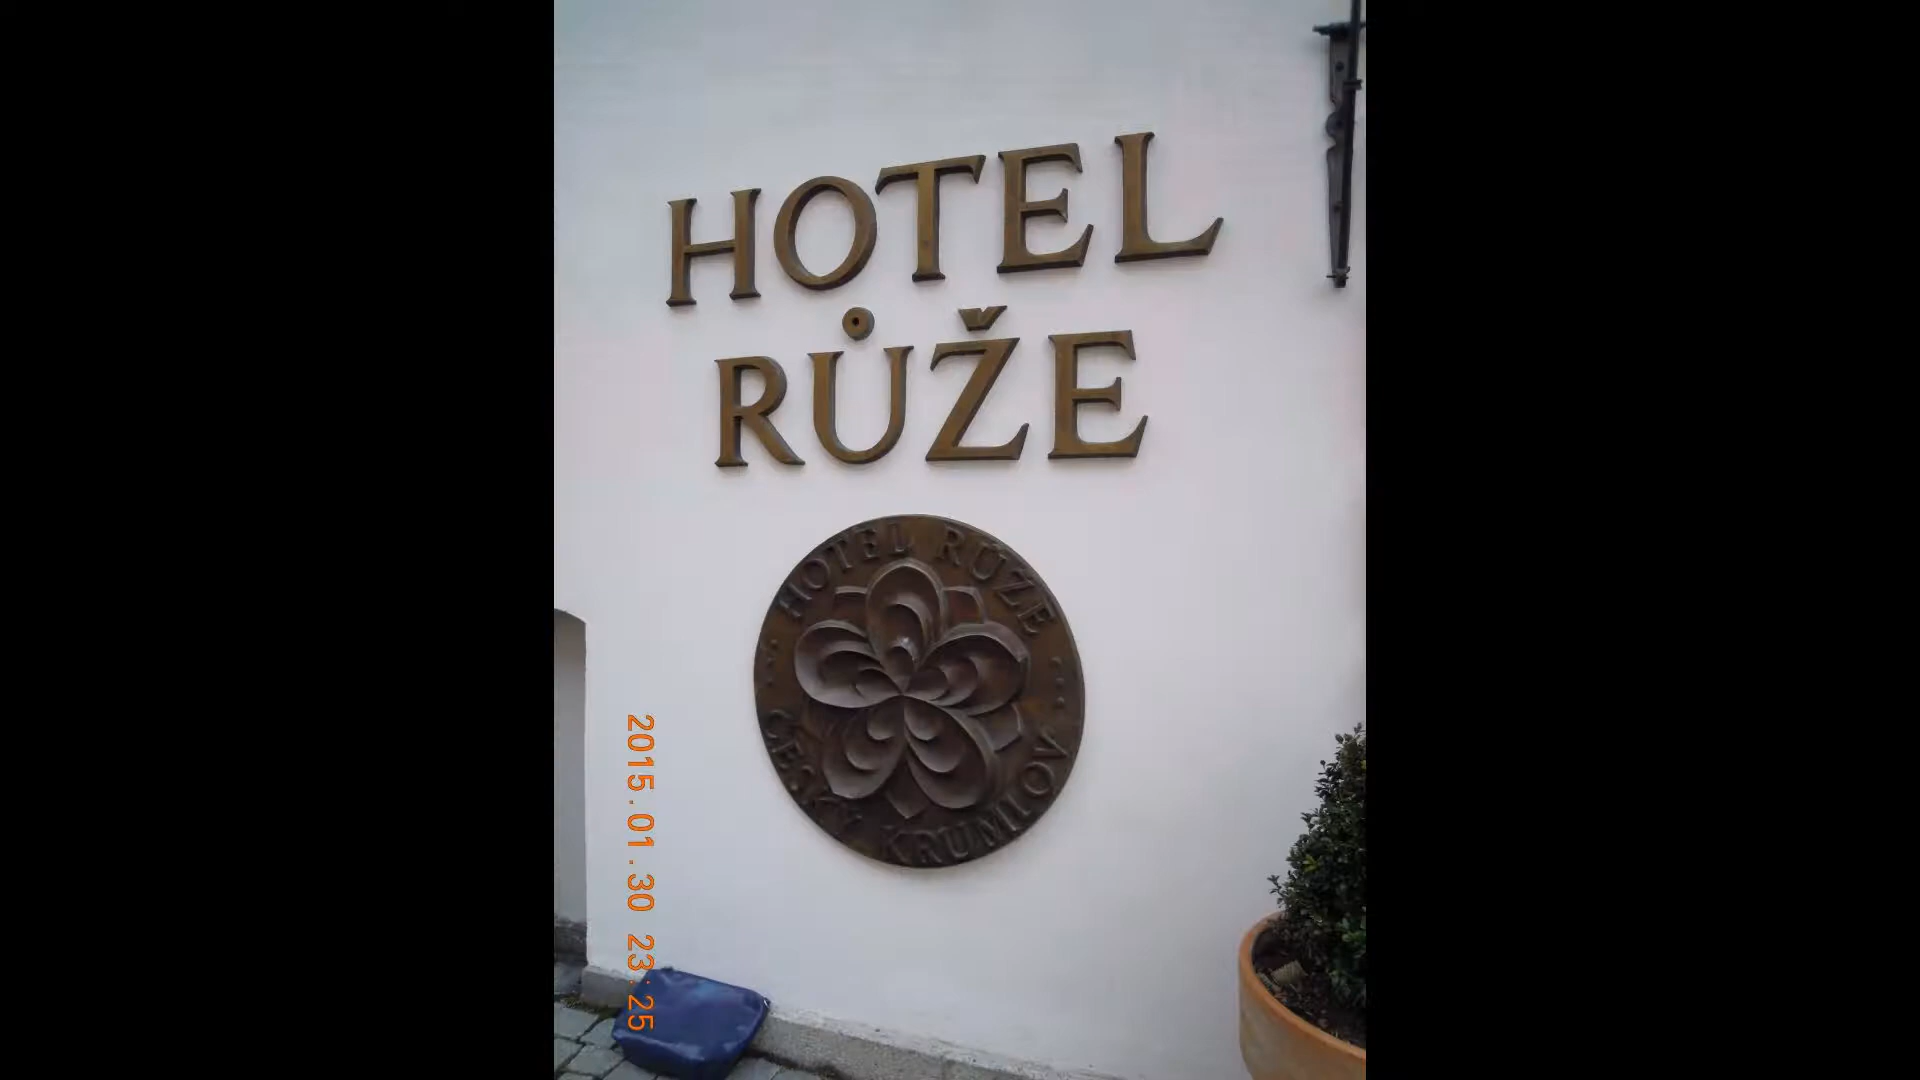 HOTEL
RŮŽE
HOTEL RŮŽE
ČESKÝ KRUMLOV
2015.01.30 23:25